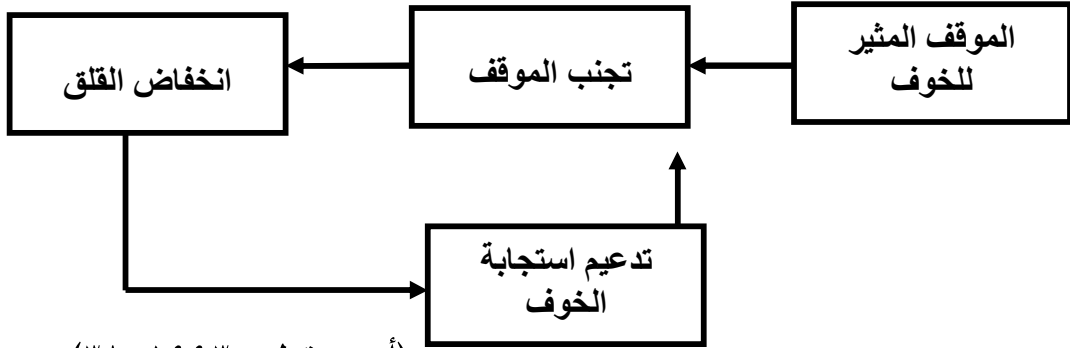 الموقف المثير
للخوف
تجنب الموقف
انخفاض القلق
تدعيم استجابة
الخوف